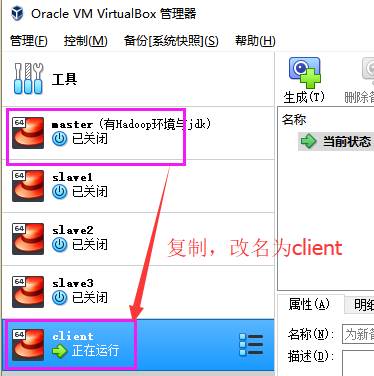 Oracle VM VirtualBox 管理器
管理(F) 控制(M) 备份[系统快照](S) 帮助(H)
工具
生成(T) 删除备
64 master (有Hadoop环境与jdk)
已关闭
名称
当前状态
64 slave1
已关闭
64 slave2
已关闭
复制，改名为client
64 slave3
已关闭
属性(A) 明细
64 client
正在运行
名称(N): 为新备
描述(D):